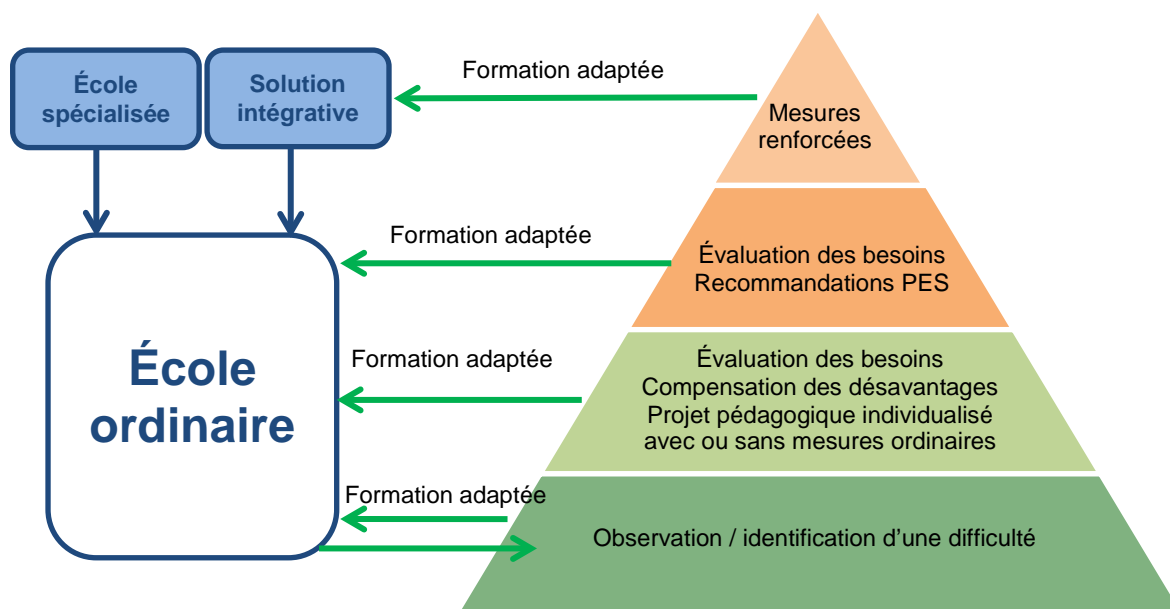 École
spécialisée
Solution
intégrative
Formation adaptée
Mesures
renforcées
Formation adaptée
Évaluation des besoins
Recommandations PES
École
ordinaire
Formation adaptée
Évaluation des besoins
Compensation des désavantages
Projet pédagogique individualisé
avec ou sans mesures ordinaires
Formation adaptée
Observation / identification d'une difficulté